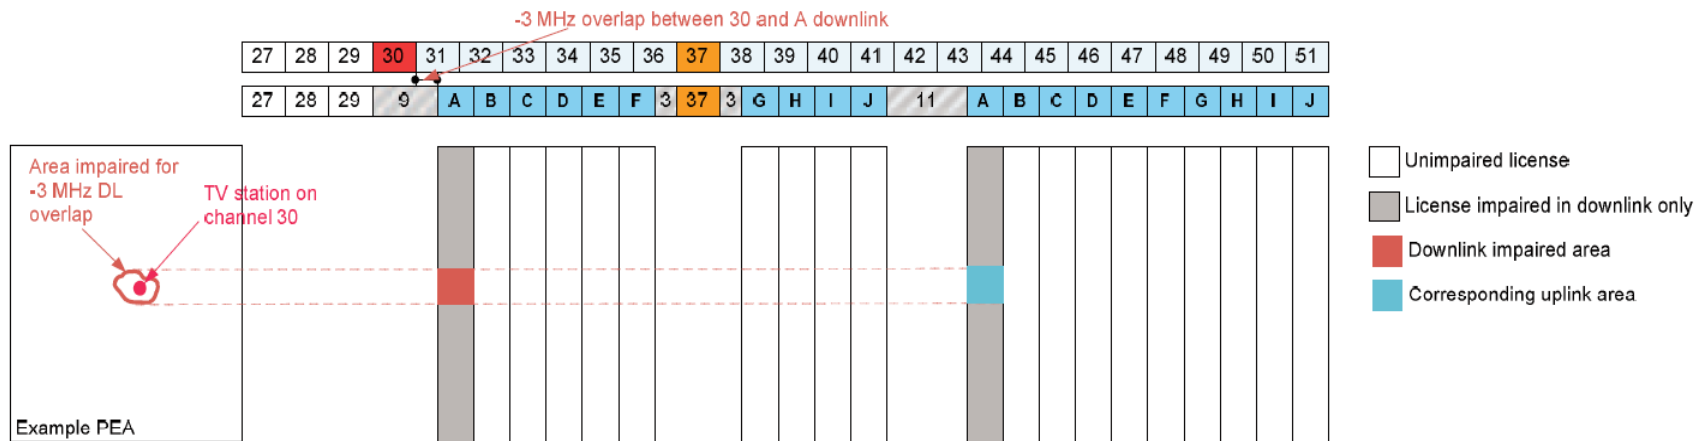 -3 MHz overlap between 30 and A downlink
27 28 29 30 31 32 33 34 35 36 37 38 39 40 41 42 43 44 45 46 47 48 49 50 51
27 28 29 9 A B C D E F 3 37 3 G H I J 11 A B C D E F G H I J
Area impaired for
-3 MHz DL
overlap
TV station on
channel 30
Example PEA
Unimpaired license
License impaired in downlink only
Downlink impaired area
Corresponding uplink area